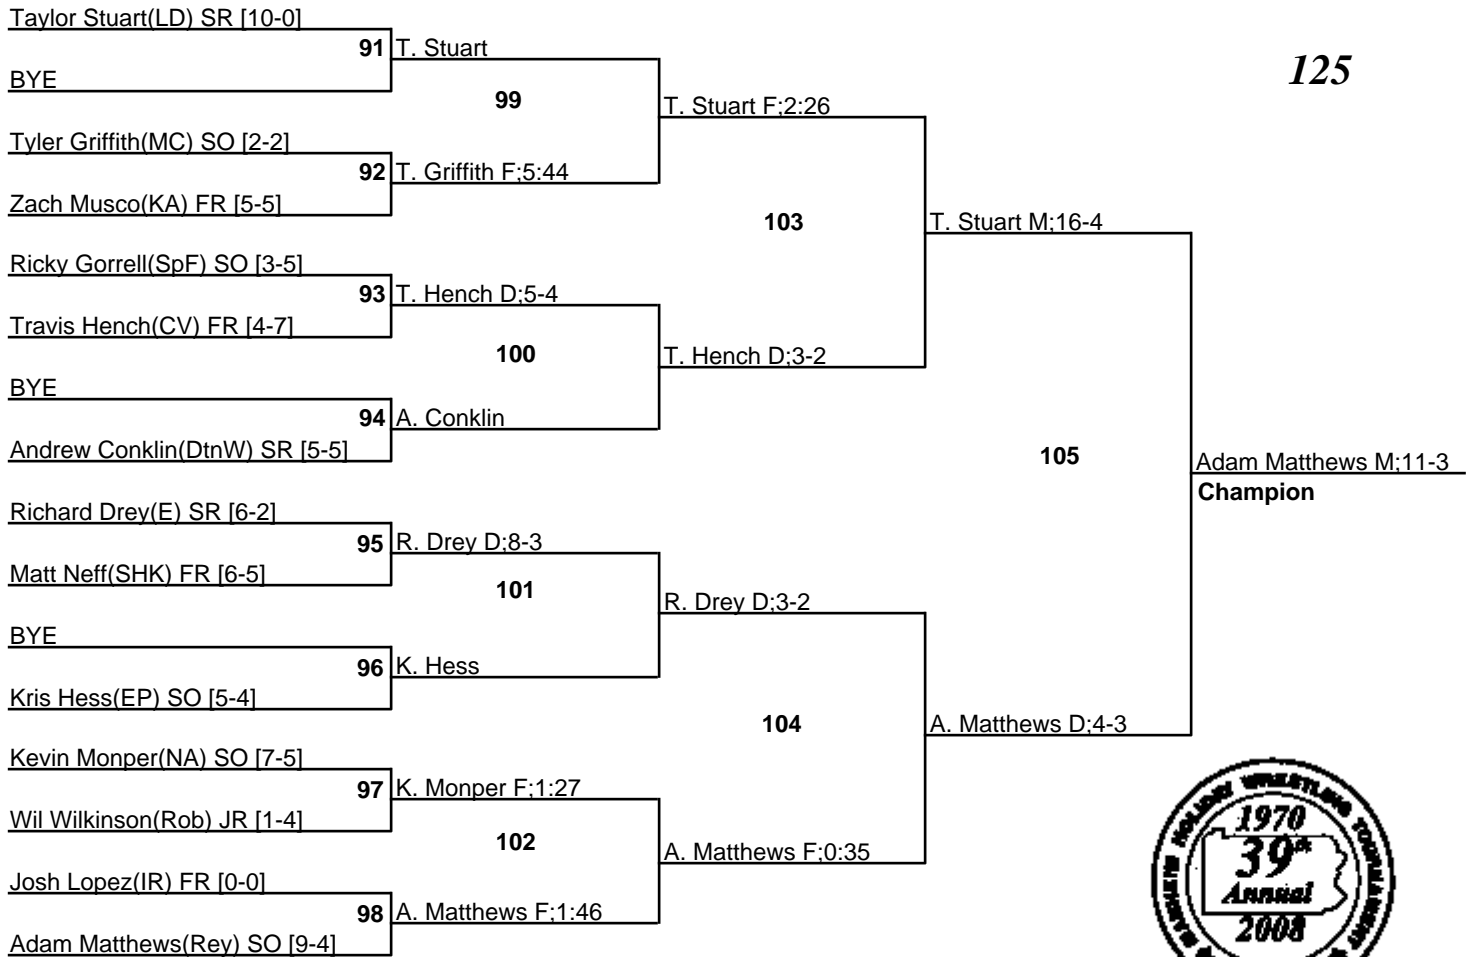 Taylor Stuart(LD) SR [10-0]
91 T. Stuart
BYE
125
99
T. Stuart F;2:26
Tyler Griffith(MC) SO [2-2]
92 T. Griffith F;5:44
Zach Musco(KA) FR [5-5]
103
T. Stuart M;16-4
Ricky Gorrell(SpF) SO [3-5]
93 T. Hench D;5-4
Travis Hench(CV) FR [4-7]
100
T. Hench D;3-2
BYE
94 A. Conklin
Andrew Conklin(DtnW) SR [5-5]
105
Adam Matthews M;11-3
Champion
Richard Drey(E) SR [6-2]
95 R. Drey D;8-3
Matt Neff(SHK) FR [6-5]
101
R. Drey D;3-2
BYE
96 K. Hess
Kris Hess(EP) SO [5-4]
104
A. Matthews D;4-3
Kevin Monper(NA) SO [7-5]
97 K. Monper F;1:27
Wil Wilkinson(Rob) JR [1-4]
102
A. Matthews F;0:35
Josh Lopez(IR) FR [0-0]
98 A. Matthews F;1:46
Adam Matthews(Rey) SO [9-4]
HOLIDAY WRESTLING TOURNAMENT
1970
39th
Annual
2008